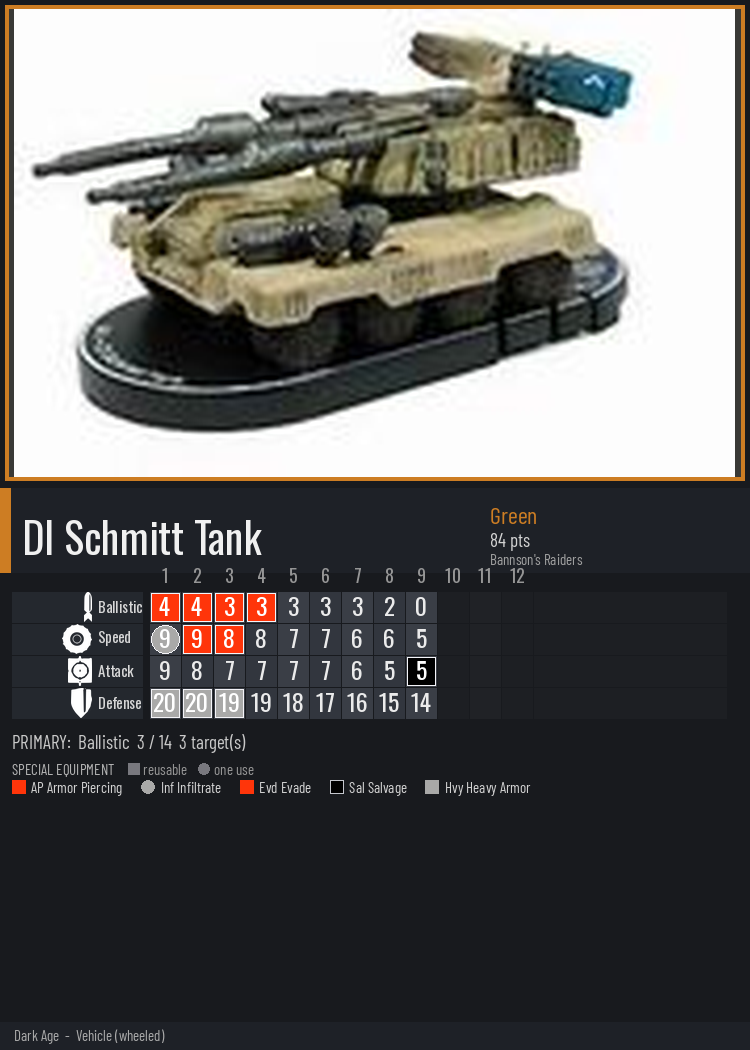 DI Schmitt Tank
Green
84 pts
Bannson's Raiders
1 2 3 4 5 6 7 8 9 10 11 12
Ballistic 4 4 3 3 3 3 3 2 0
Speed 9 9 8 8 7 7 6 6 5
Attack 9 8 7 7 7 7 6 5 5
Defense 20 20 19 19 18 17 16 15 14
PRIMARY: Ballistic 3 / 14 3 target(s)
SPECIAL EQUIPMENT reusable one use
AP Armor Piercing Inf Infiltrate Evd Evade Sal Salvage Hvy Heavy Armor
Dark Age - Vehicle (wheeled)